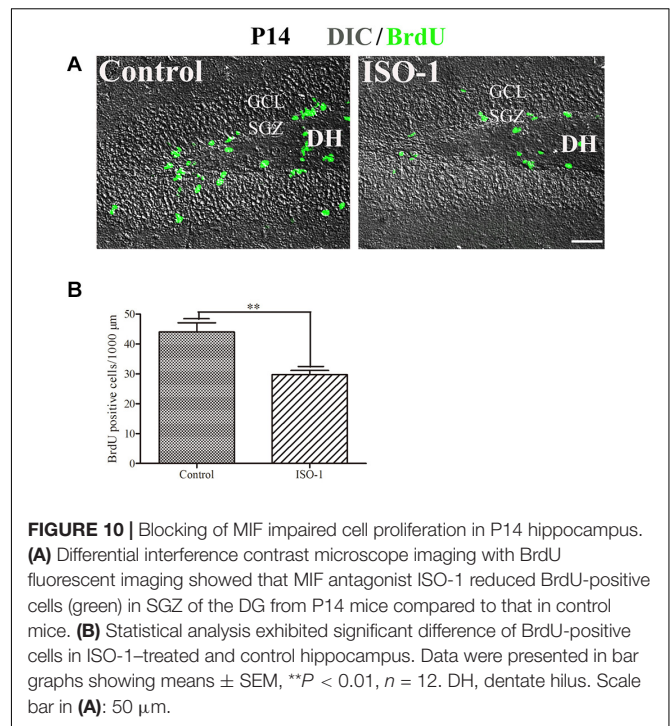 P14 DIC/BrdU
A
Control
GCL
SGZ
DH
ISO-1
GCL
SGZ
DH
B
**
BrdU positive cells/1000 μm
50
40
30
20
10
0
Control
ISO-1
FIGURE 10 | Blocking of MIF impaired cell proliferation in P14 hippocampus.
(A) Differential interference contrast microscope imaging with BrdU
fluorescent imaging showed that MIF antagonist ISO-1 reduced BrdU-positive
cells (green) in SGZ of the DG from P14 mice compared to that in control
mice. (B) Statistical analysis exhibited significant difference of BrdU-positive
cells in ISO-1–treated and control hippocampus. Data were presented in bar
graphs showing means ± SEM, **P < 0.01, n = 12. DH, dentate hilus. Scale
bar in (A): 50 μm.